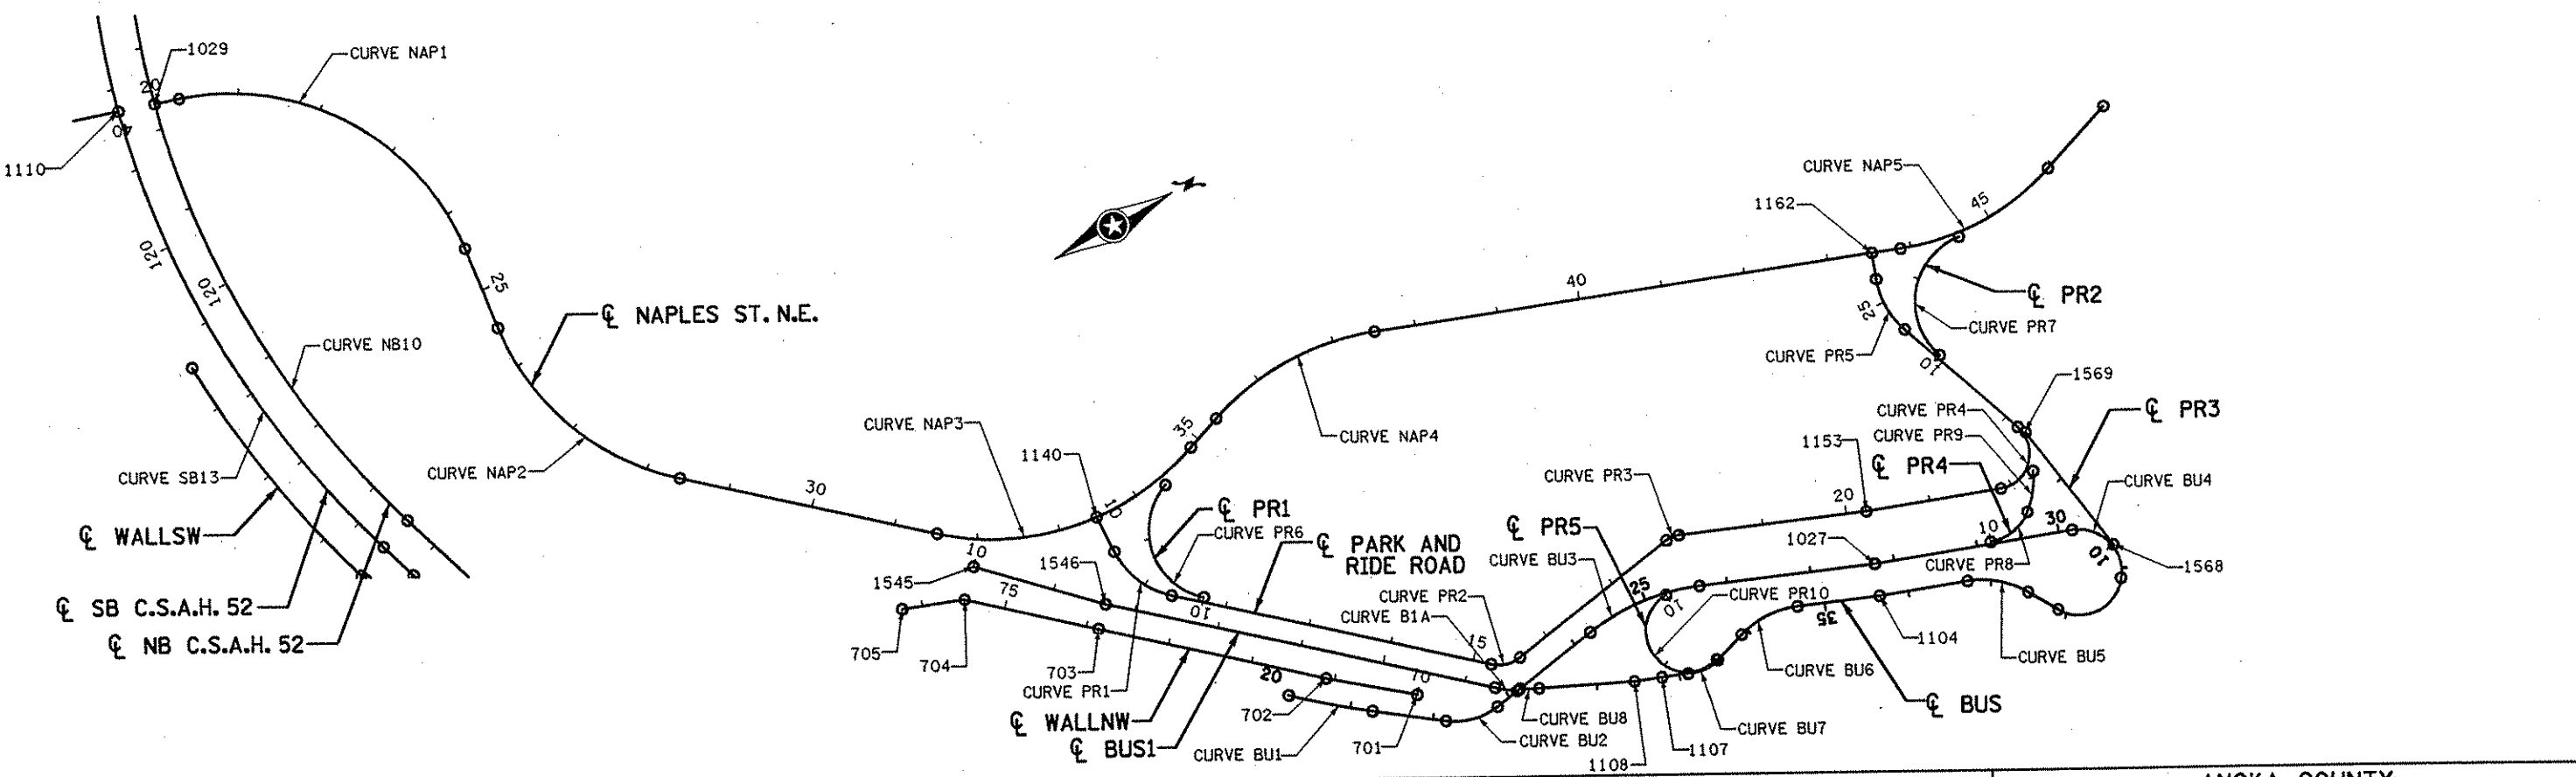 1029
CURVE NAP1
20
40
1110
CURVE NAP5
1162
45
120
120
25
40
℄ NAPLES ST. N.E.
℄ PR2
25
CURVE PR7
CURVE NB10
CURVE PR5
10
1569
℄ PR3
CURVE NAP3
35
CURVE NAP4
CURVE PR4
CURVE PR9
1153
℄ PR4
1140
CURVE SB13
CURVE NAP2
30
CURVE PR3
20
CURVE BU4
10
℄ PR1
CURVE PR6
℄ PR5
10
30
℄ WALLSW
10
1546
℄ PARK AND
RIDE ROAD
CURVE BU3
1027
CURVE PR8
10
1568
1545
75
25
CURVE PR10
10
10
CURVE PR2
CURVE B1A
℄ SB C.S.A.H. 52
℄ NB C.S.A.H. 52
15
35
1104
705
704
703
20
70
CURVE BU5
CURVE PR1
CURVE BU6
702
℄ WALLNW
℄ BUS1
CURVE BU1
701
CURVE BU8
CURVE BU2
CURVE BU7
℄ BUS
1107
1108
ANOKA COUNTY